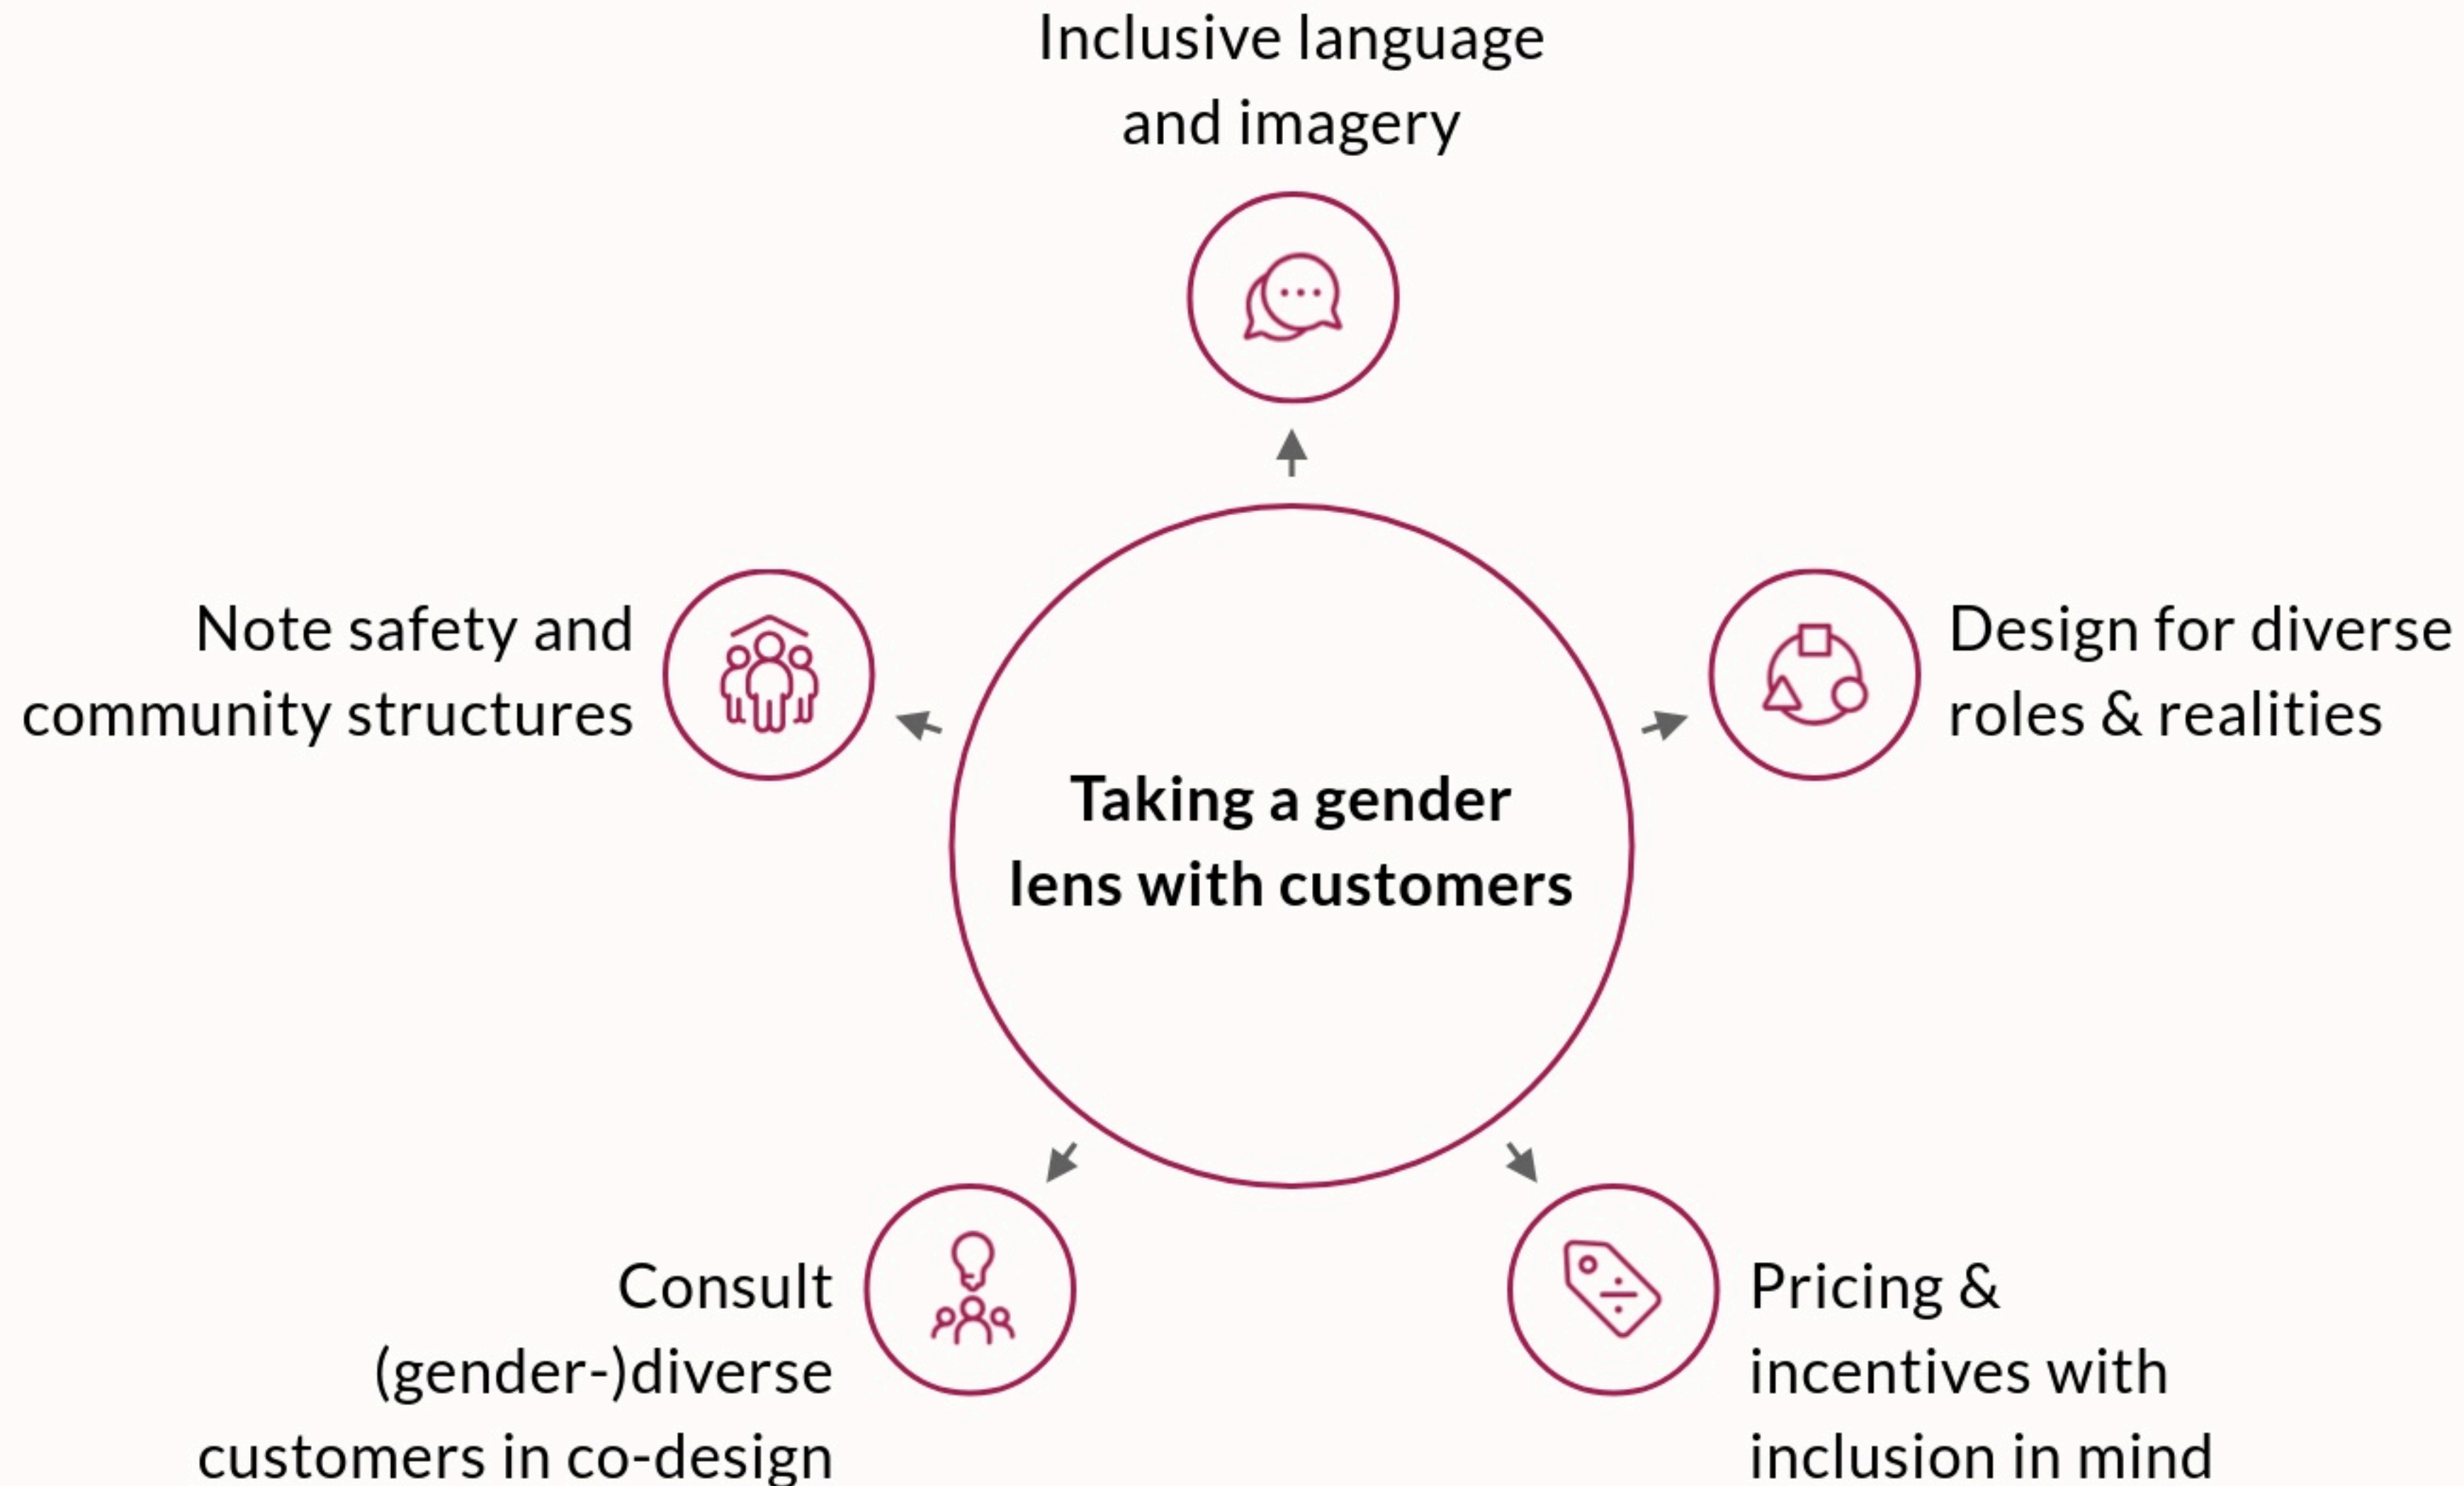 Inclusive language
and imagery
Note safety and
community structures
Design for diverse
roles & realities
Taking a gender
lens with customers
Consult
(gender-)diverse
customers in co-design
Pricing &
incentives with
inclusion in mind